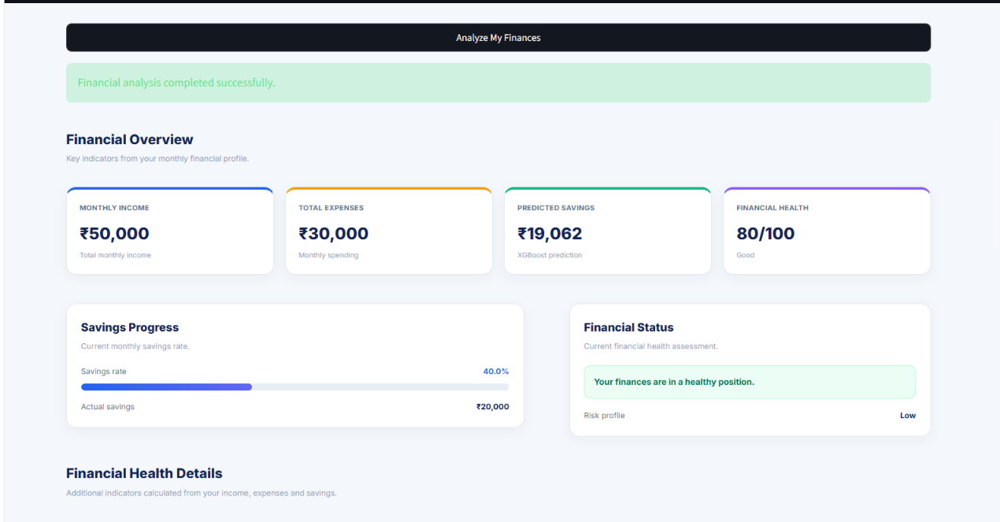 Analyze My Finances
Financial analysis completed successfully.
Financial Overview
Key indicators from your monthly financial profile.
MONTHLY INCOME
₹50,000
Total monthly income
TOTAL EXPENSES
₹30,000
Monthly spending
PREDICTED SAVINGS
₹19,062
XGBoost prediction
FINANCIAL HEALTH
80/100
Good
Savings Progress
Current monthly savings rate.
Savings rate 40.0%
Actual savings ₹20,000
Financial Status
Current financial health assessment.
Your finances are in a healthy position.
Risk profile Low
Financial Health Details
Additional indicators calculated from your income, expenses and savings.